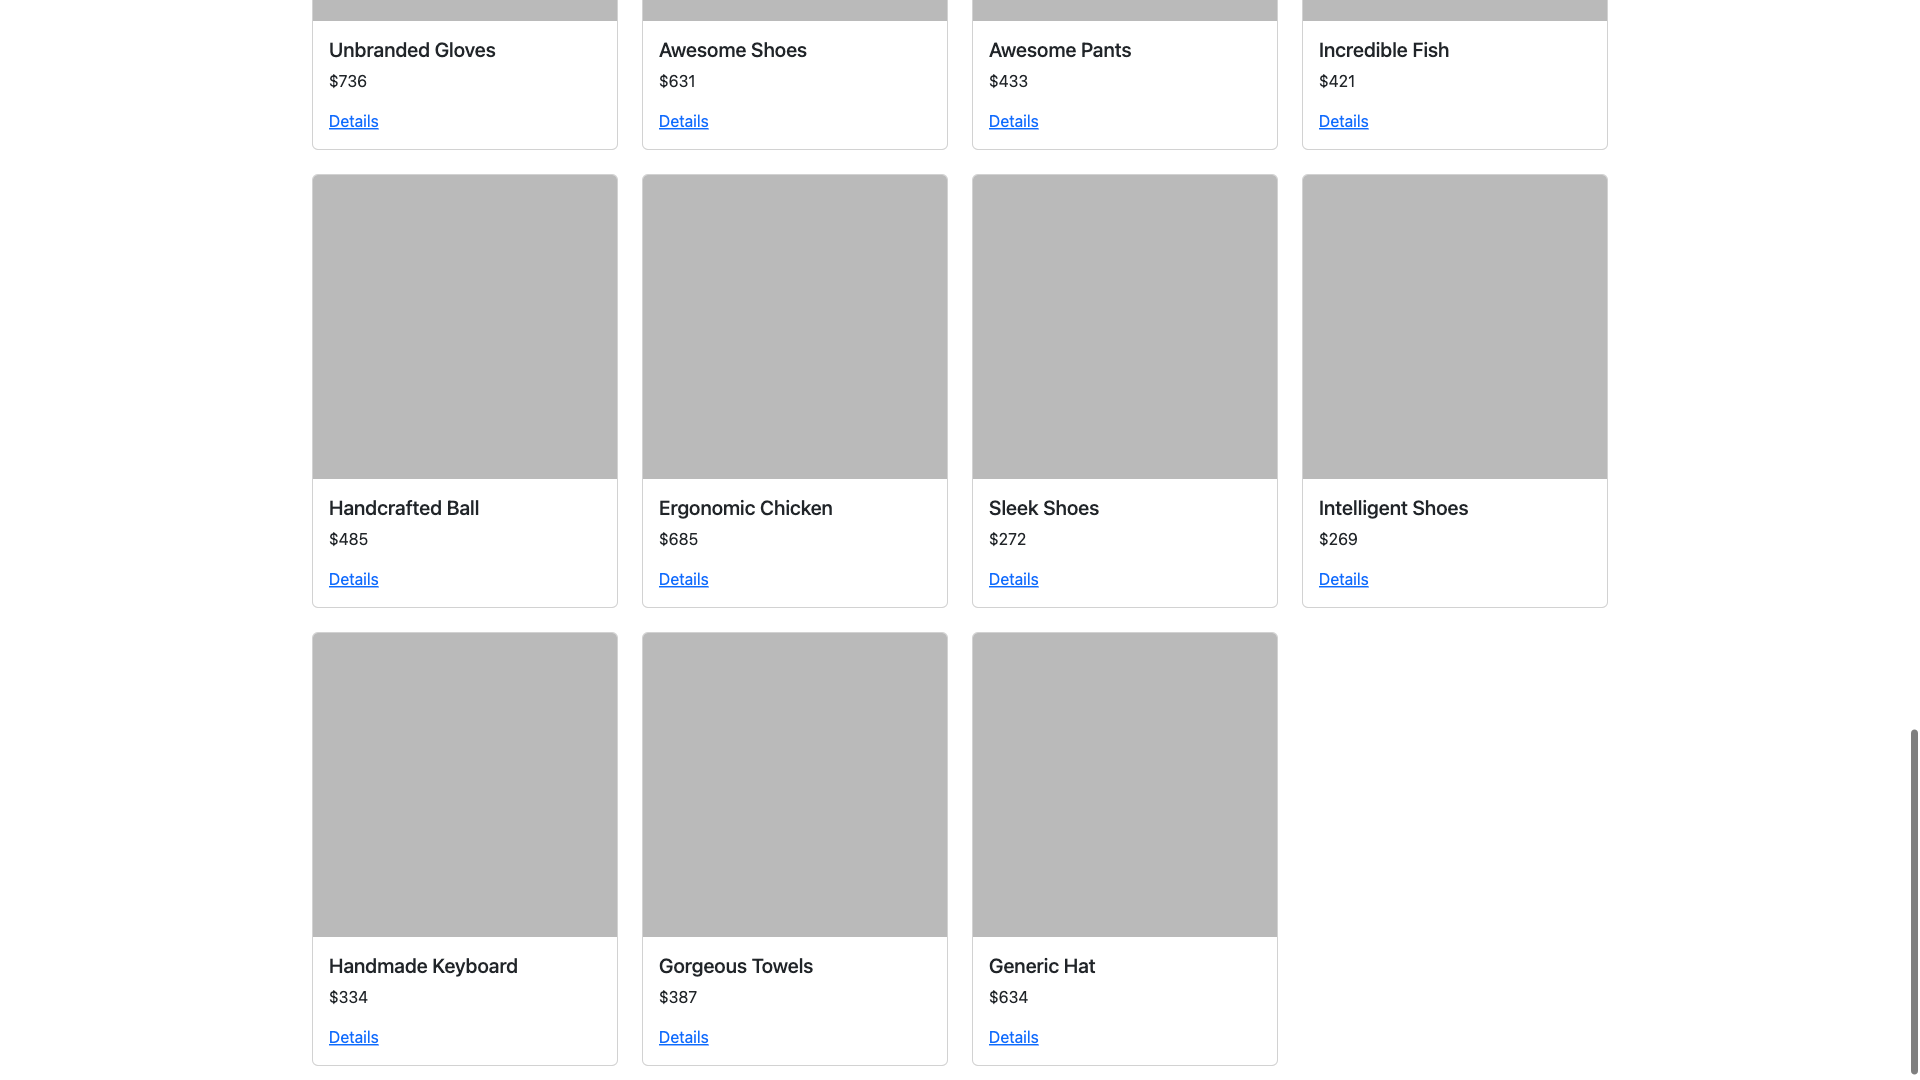 Unbranded Gloves
$736
Details
Awesome Shoes
$631
Details
Awesome Pants
$433
Details
Incredible Fish
$421
Details
Handcrafted Ball
$485
Details
Ergonomic Chicken
$685
Details
Sleek Shoes
$272
Details
Intelligent Shoes
$269
Details
Handmade Keyboard
$334
Details
Gorgeous Towels
$387
Details
Generic Hat
$634
Details